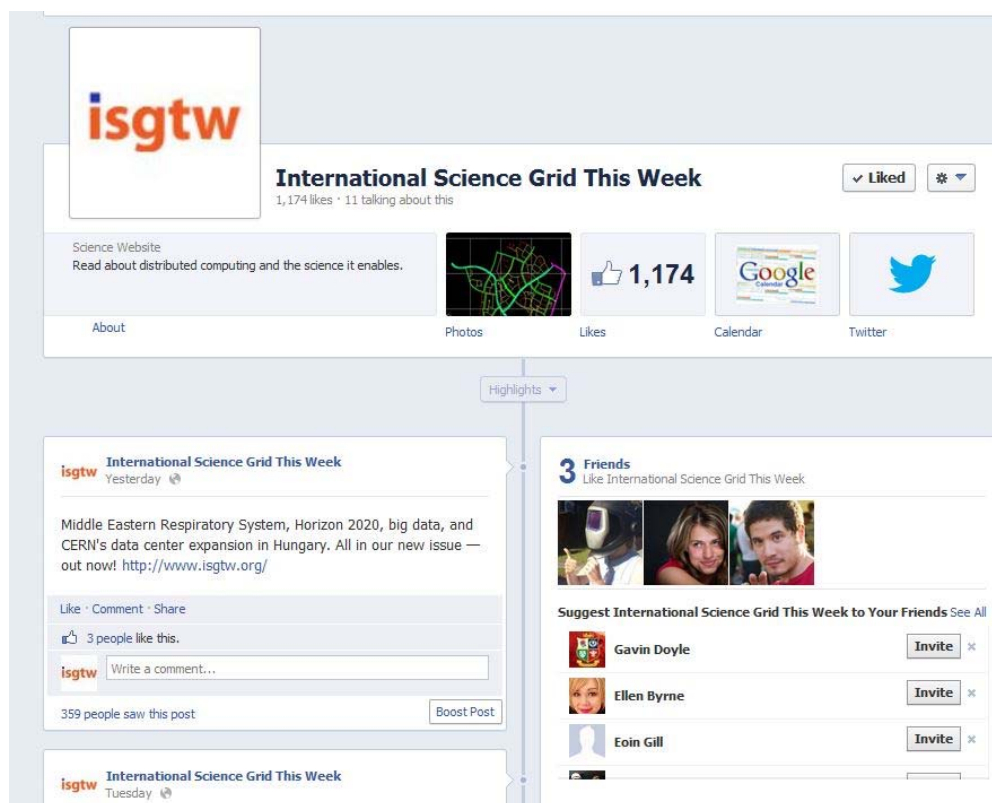 isgtw
International Science Grid This Week
1,174 likes · 11 talking about this
Liked
Science Website
Read about distributed computing and the science it enables.
About
Photos
1,174
Likes
Google
Calendar
Calendar
Twitter
Highlights
isgtw
International Science Grid This Week
Yesterday
Middle Eastern Respiratory System, Horizon 2020, big data, and
CERN's data center expansion in Hungary. All in our new issue —
out now! http://www.isgtw.org/
Like · Comment · Share
3 people like this.
isgtw
Write a comment...
359 people saw this post
Boost Post
isgtw
International Science Grid This Week
Tuesday
3 Friends
Like International Science Grid This Week
Suggest International Science Grid This Week to Your Friends See All
Gavin Doyle
Invite
Ellen Byrne
Invite
Eoin Gill
Invite